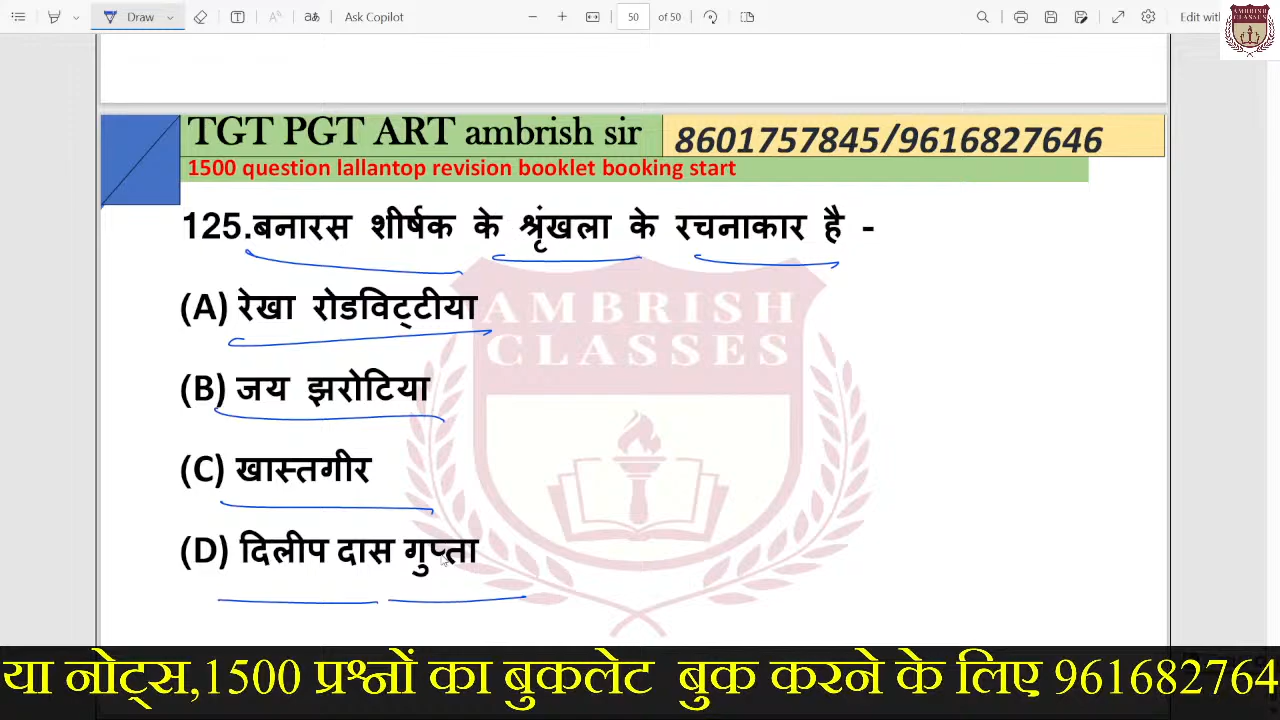 Draw
Ask Copilot
50 of 50
Edit with
AMBRISH
CLASSES
TGT PGT ART ambrish sir
8601757845/9616827646
1500 question lallantop revision booklet booking start
125.बनारस शीर्षक के श्रृंखला के रचनाकार है -
(A) रेखा रोडविट्टीया
(B) जय झरोटिया
(C) खास्तगीर
(D) दिलीप दास गुप्ता
AMBRISH
CLASSES
या नोट्स,1500 प्रश्नों का बुकलेट बुक करने के लिए 961682764